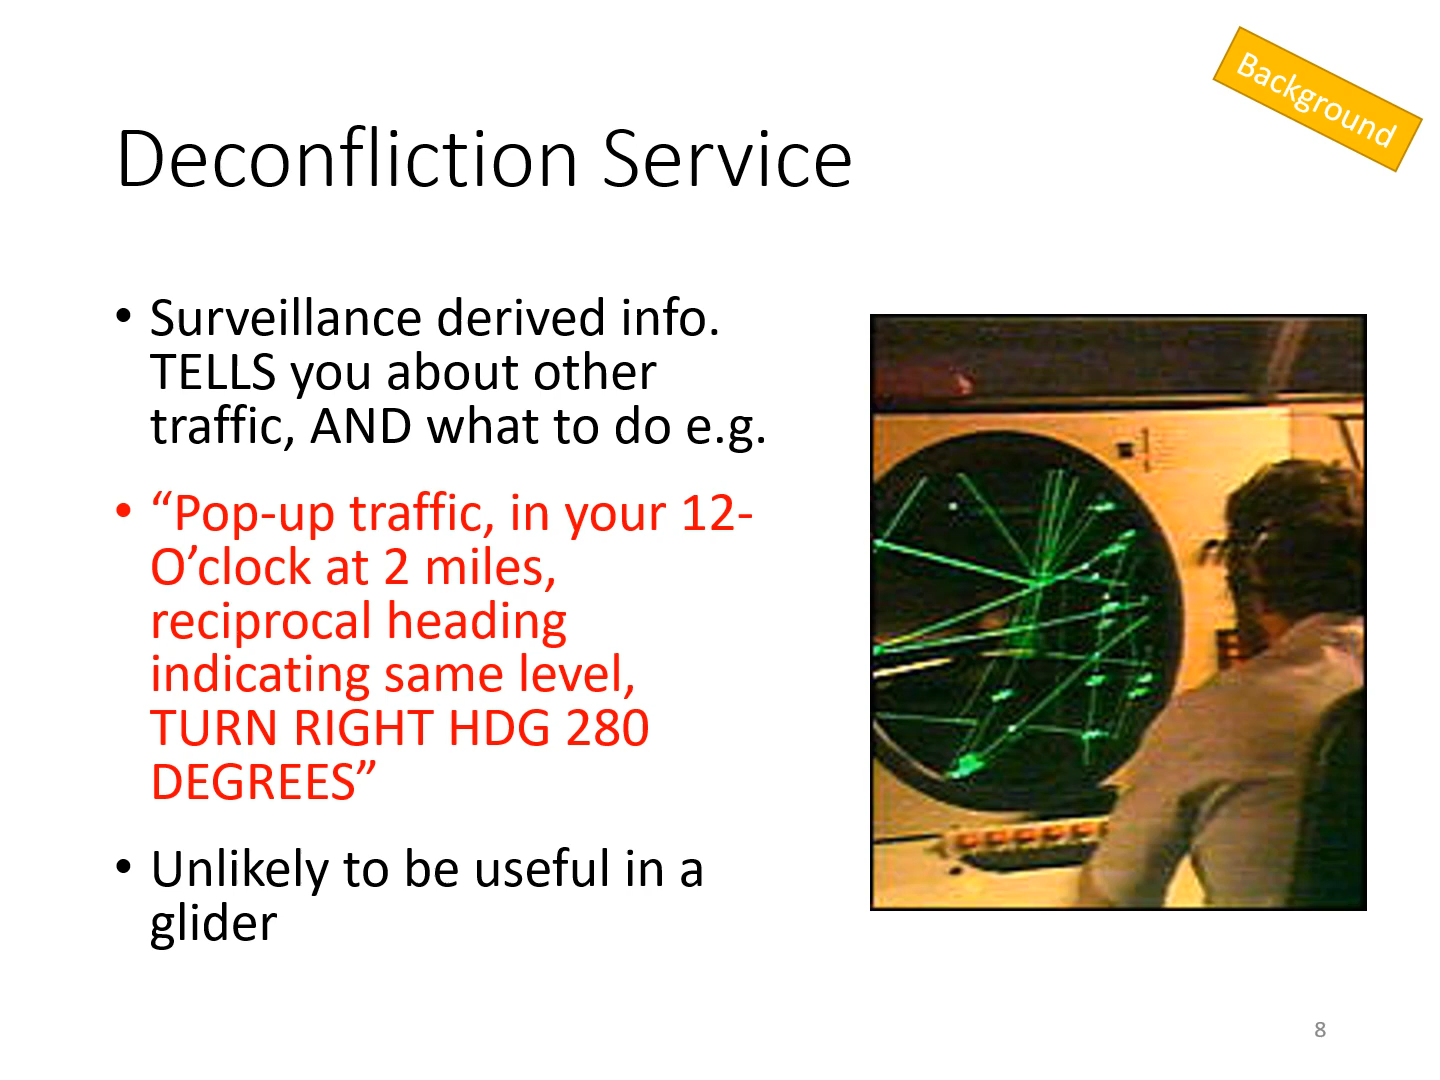 Background
Deconfliction Service
• Surveillance derived info.
TELLS you about other
traffic, AND what to do e.g.
• “Pop-up traffic, in your 12-
O’clock at 2 miles,
reciprocal heading
indicating same level,
TURN RIGHT HDG 280
DEGREES”
• Unlikely to be useful in a
glider
8